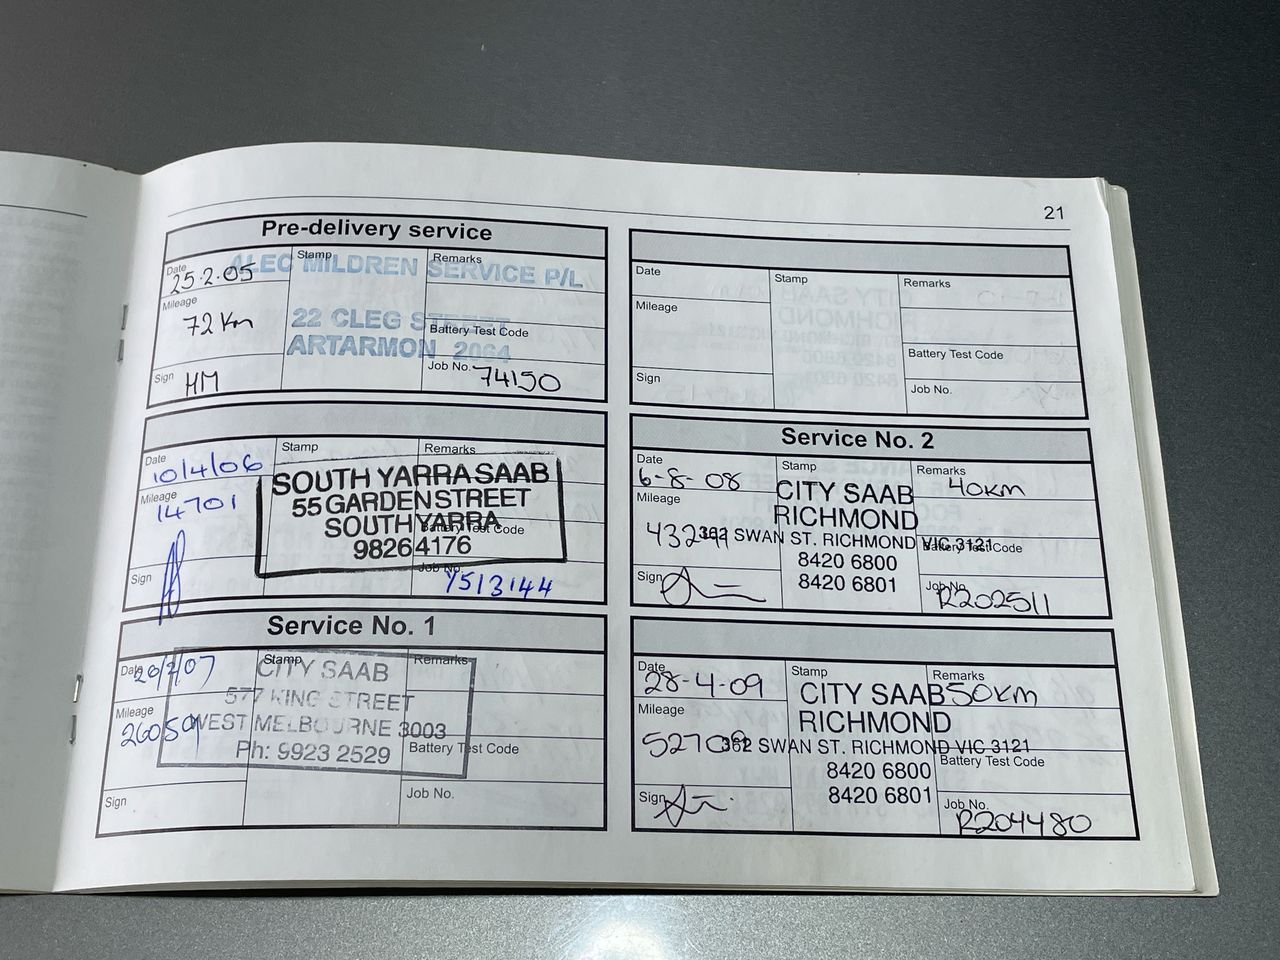 21
Pre-delivery service
Date 25.2.05
Stamp
Remarks
ALEC MILDREN SERVICE P/L
Mileage 72 Km
22 CLEG STREET
Battery Test Code
ARTARMON 2064
Sign HM
Job No. 74150
Date
Stamp
Remarks
Mileage
Battery Test Code
Sign
Job No.
Date 10/4/06
Stamp
Remarks
SOUTH YARRA SAAB
Mileage 14701
55 GARDEN STREET
SOUTH YARRA
Battery Test Code
9826 4176
Sign
Job No. Y513144
Service No. 2
Date 6-8-08
Stamp
Remarks 40km
CITY SAAB
RICHMOND
Mileage
362 SWAN ST. RICHMOND VIC 3121
Battery Test Code
8420 6800
8420 6801
Sign
Job No. R202511
Service No. 1
Date
Stamp
Remarks
CITY SAAB
577 KING STREET
Mileage 26059
WEST MELBOURNE 3003
Battery Test Code
Ph: 9923 2529
Sign
Job No.
Date 28-4-09
Stamp
Remarks 50km
CITY SAAB
RICHMOND
Mileage
362 SWAN ST. RICHMOND VIC 3121
Battery Test Code
8420 6800
8420 6801
Sign
Job No. R204480